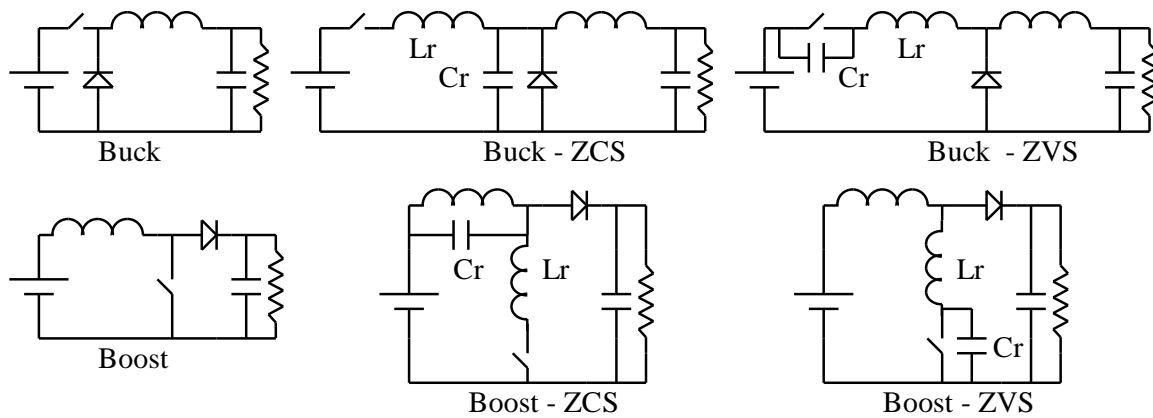 Lr
Cr
Cr
Lr
Buck
Buck - ZCS
Buck - ZVS
Cr
Lr
Lr
Cr
Boost
Boost - ZCS
Boost - ZVS